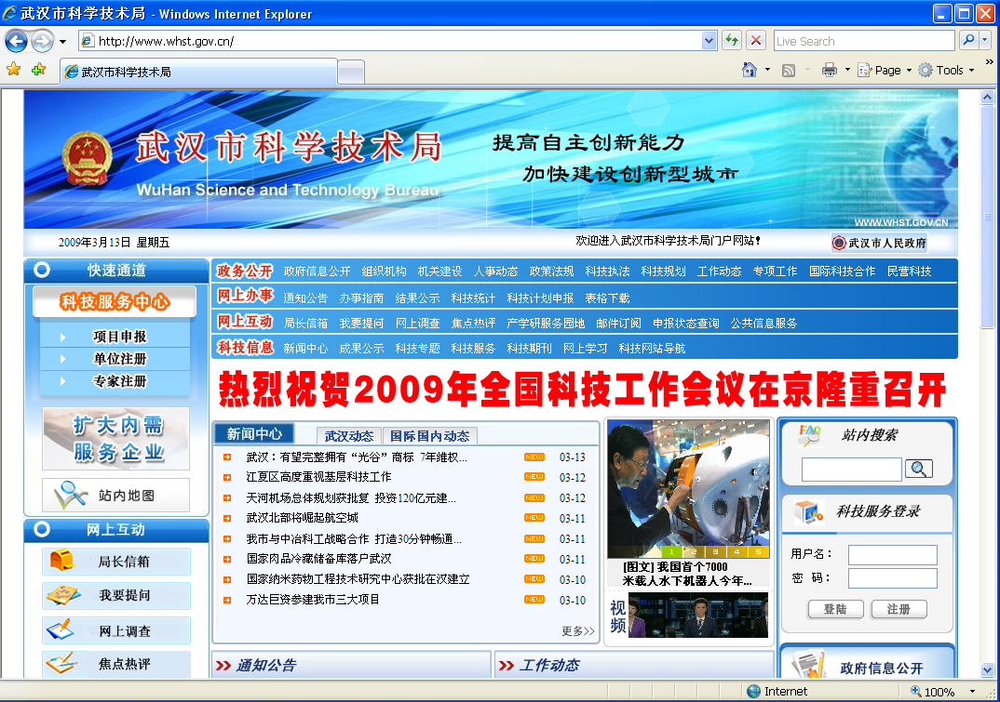 武汉市科学技术局 - Windows Internet Explorer
http://www.whst.gov.cn/
Live Search
武汉市科学技术局
Page
Tools
武汉市科学技术局
WuHan Science and Technology Bureau
提高自主创新能力
加快建设创新型城市
WWW.WHST.GOV.CN
2009年3月13日 星期五
欢迎进入武汉市科学技术局门户网站!
武汉市人民政府
快速通道
科技服务中心
项目申报
单位注册
专家注册
扩大内需
服务企业
站内地图
网上互动
局长信箱
我要提问
网上调查
焦点热评
政务公开 政府信息公开 组织机构 机关建设 人事动态 政策法规 科技执法 科技规划 工作动态 专项工作 国际科技合作 民营科技
网上办事 通知公告 办事指南 结果公示 科技统计 科技计划申报 表格下载
网上互动 局长信箱 我要提问 网上调查 焦点热评 产学研服务园地 邮件订阅 申报状态查询 公共信息服务
科技信息 新闻中心 成果公示 科技专题 科技服务 科技期刊 网上学习 科技网站导航
热烈祝贺2009年全国科技工作会议在京隆重召开
新闻中心 武汉动态 国际国内动态
武汉：有望完整拥有“光谷”商标 7年维权... NEW 03-13
江夏区高度重视基层科技工作 NEW 03-12
天河机场总体规划获批复 投资120亿元建... NEW 03-12
武汉北部将崛起航空城 NEW 03-11
我市与中冶科工战略合作 打造30分钟畅通... NEW 03-11
国家肉品冷藏储备库落户武汉 NEW 03-11
国家纳米药物工程技术研究中心获批在汉建立 NEW 03-10
万达巨资参建我市三大项目 NEW 03-10
更多>>
1 2 3 4 5
[图文] 我国首个7000
米载人水下机器人今年...
视频
FAQ 站内搜索
科技服务登录
用户名：
密 码：
登陆 注册
政府信息公开
通知公告
工作动态
Internet
100%